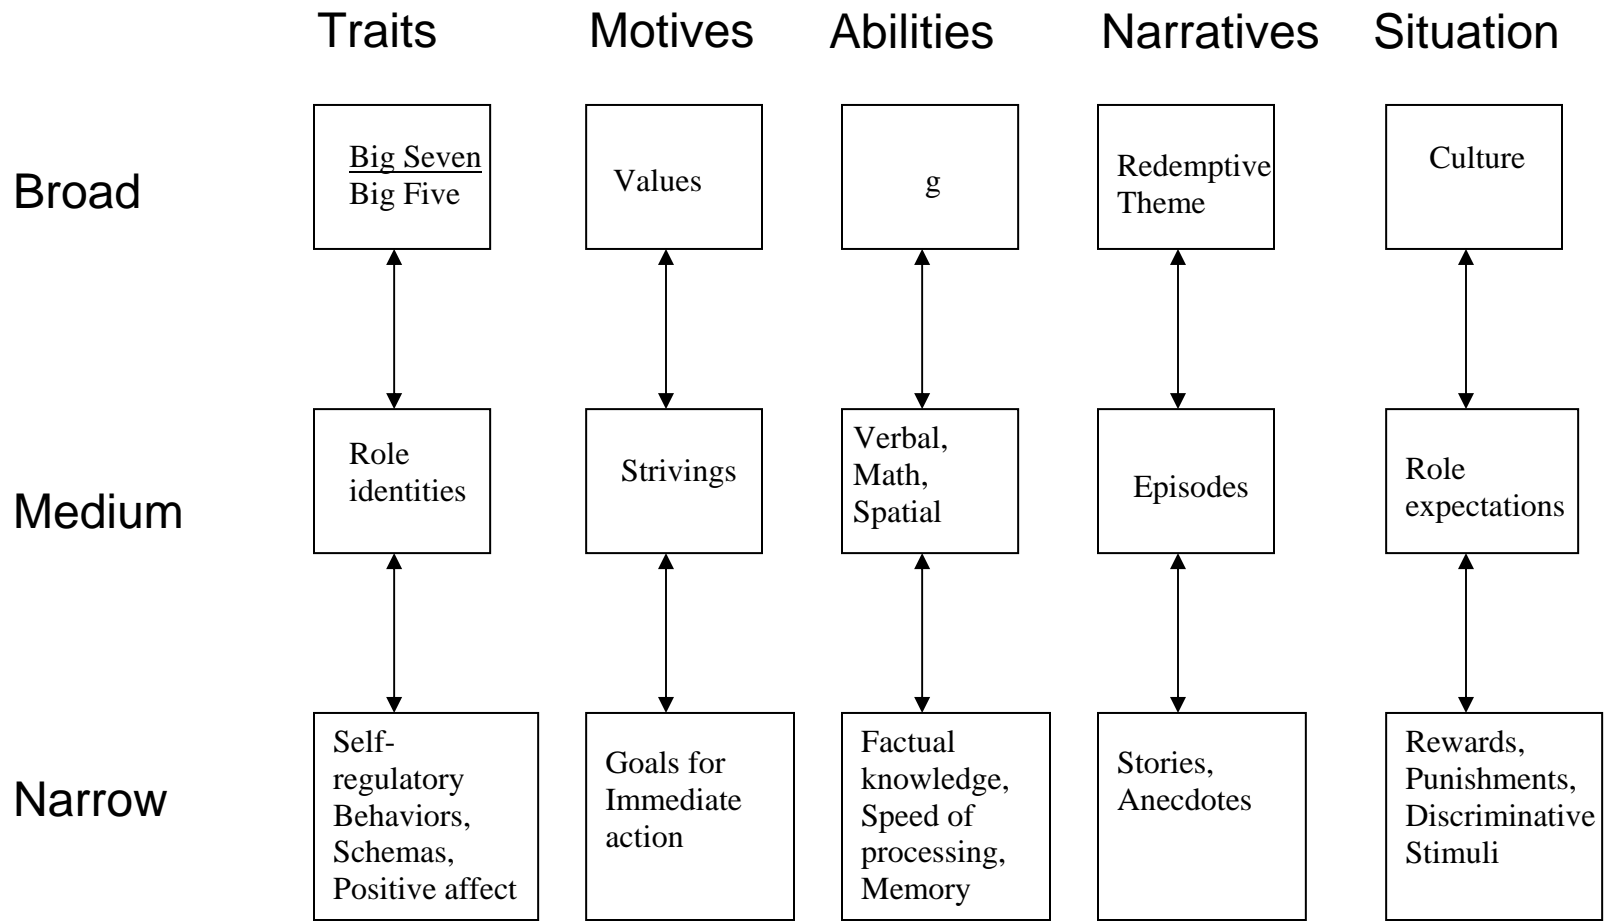 Traits Motives Abilities Narratives Situation
Broad
Big Seven
Big Five
Values
g
Redemptive
Theme
Culture
Medium
Role
identities
Strivings
Verbal,
Math,
Spatial
Episodes
Role
expectations
Narrow
Self-
regulatory
Behaviors,
Schemas,
Positive affect
Goals for
Immediate
action
Factual
knowledge,
Speed of
processing,
Memory
Stories,
Anecdotes
Rewards,
Punishments,
Discriminative
Stimuli